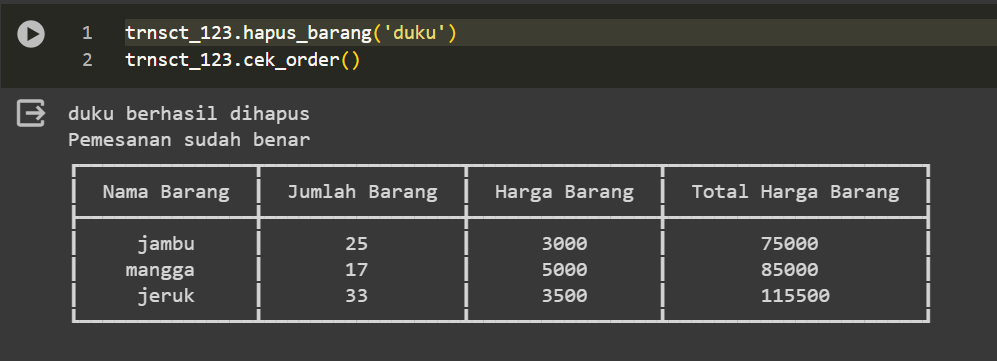 1 trnsct_123.hapus_barang('duku')
2 trnsct_123.cek_order()
duku berhasil dihapus
Pemesanan sudah benar
Nama Barang Jumlah Barang Harga Barang Total Harga Barang
jambu 25 3000 75000
mangga 17 5000 85000
jeruk 33 3500 115500